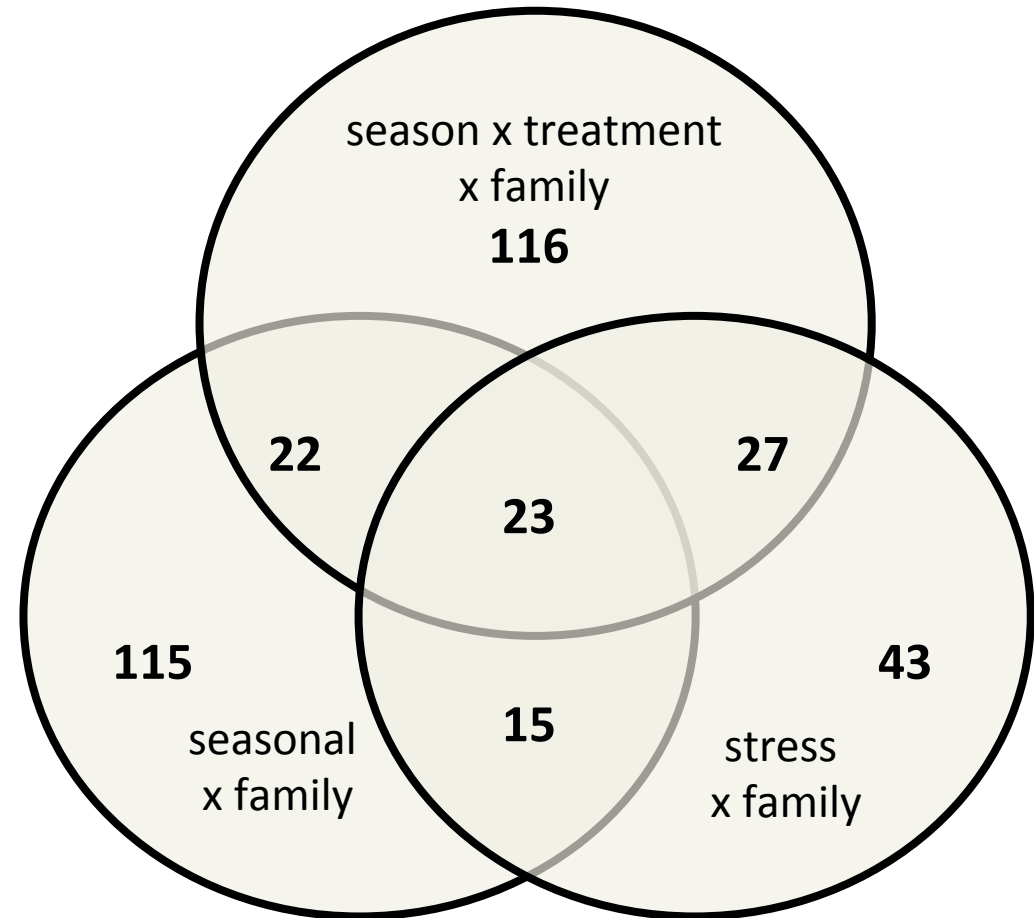 season x treatment
x family
116
22
27
23
115
43
15
seasonal
x family
stress
x family